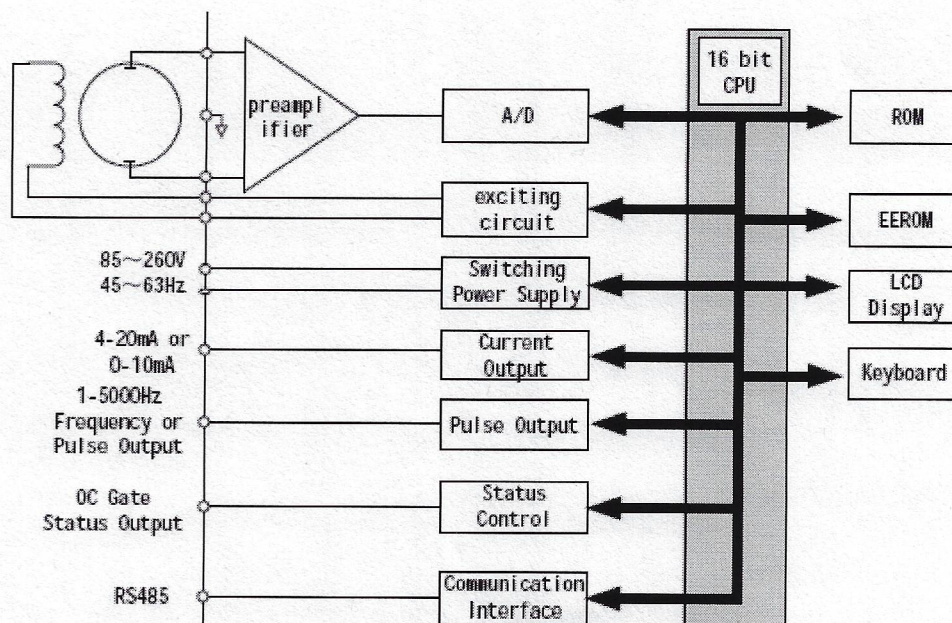 16 bit
CPU
preampl
ifier
A/D
ROM
exciting
circuit
EEROM
85～260V
45～63Hz
Switching
Power Supply
LCD
Display
4-20mA or
0-10mA
Current
Output
Keyboard
1-5000Hz
Frequency or
Pulse Output
Pulse Output
OC Gate
Status Output
Status
Control
RS485
Communication
Interface